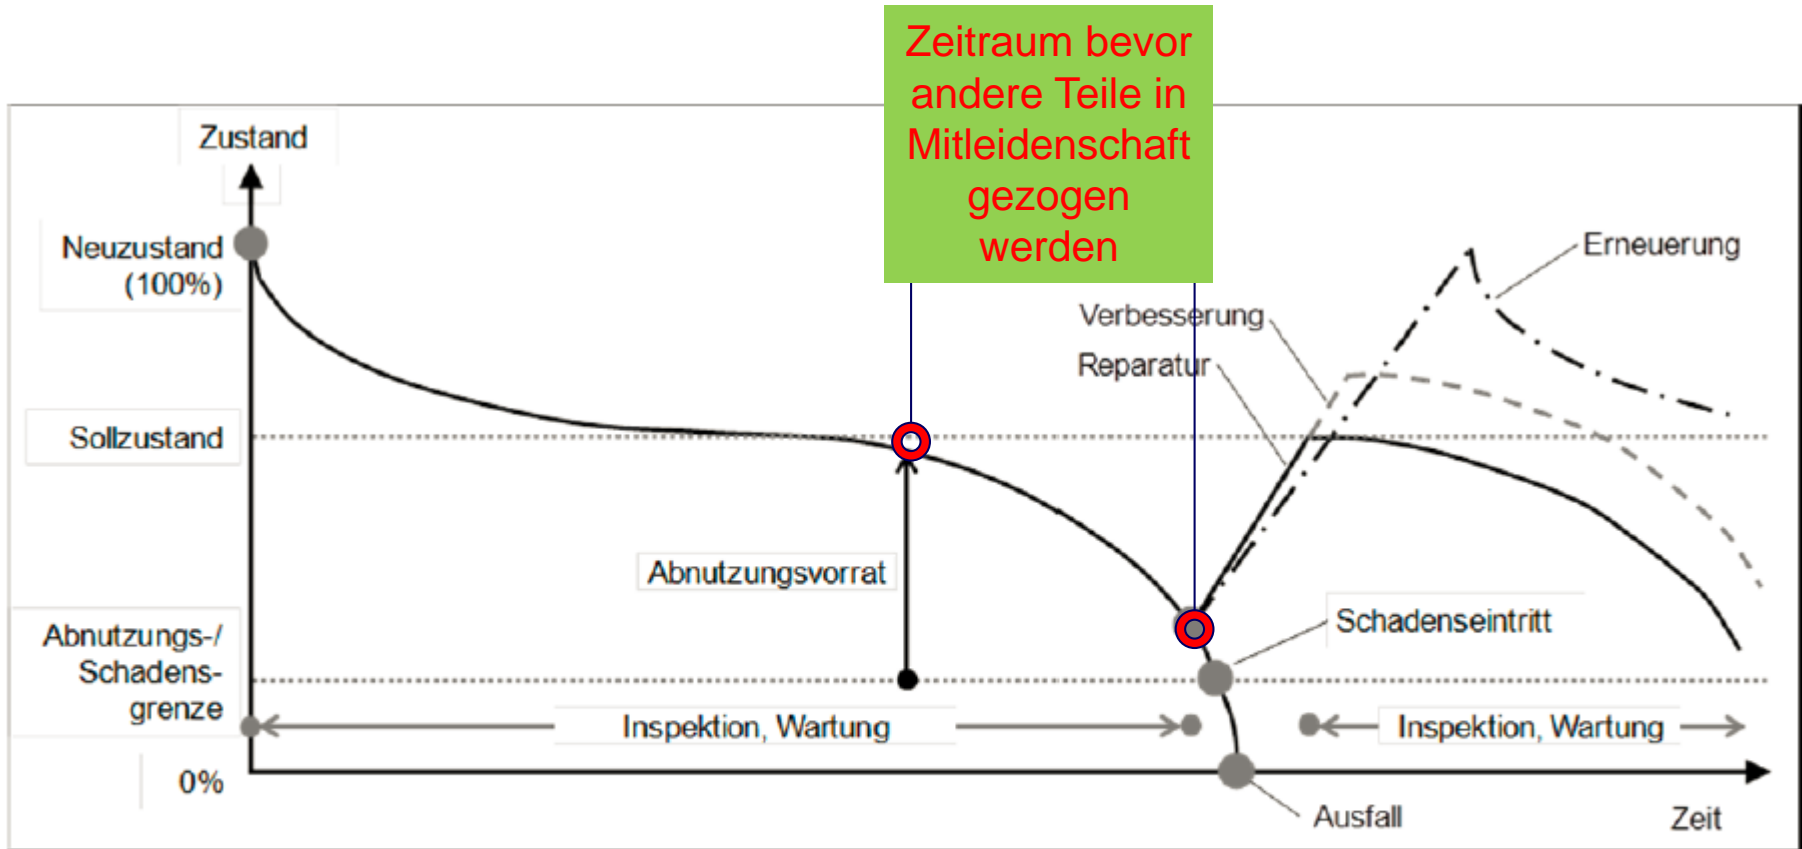 Zeitraum bevor
andere Teile in
Mitleidenschaft
gezogen
werden
Zustand
Neuzustand
(100%)
Erneuerung
Verbesserung
Reparatur
Sollzustand
Abnutzungsvorrat
Abnutzungs-/
Schadens-
grenze
Schadenseintritt
Inspektion, Wartung
Inspektion, Wartung
0%
Ausfall
Zeit